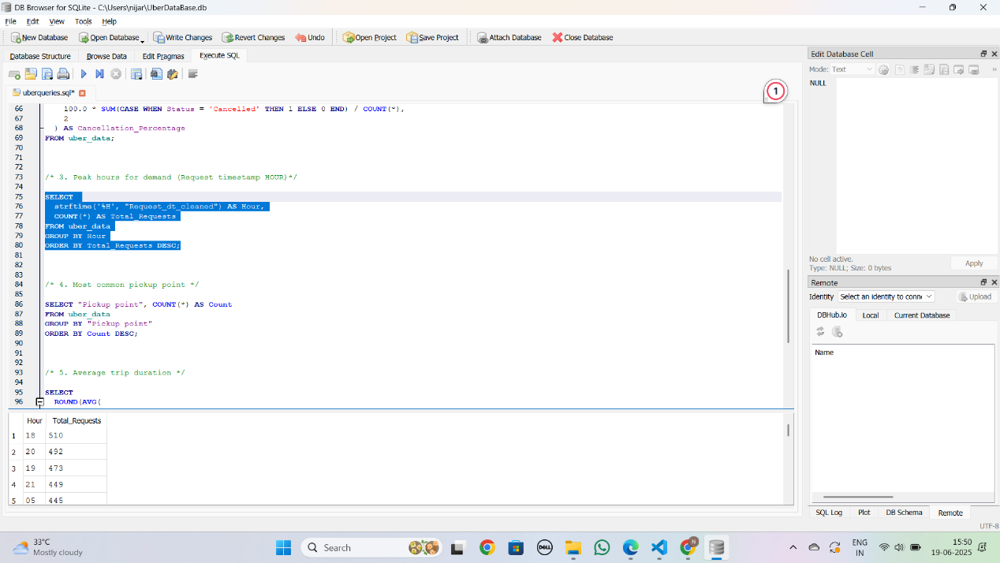 DB Browser for SQLite - C:\Users\nijar\UberDataBase.db
File Edit View Tools Help
New Database Open Database Write Changes Revert Changes Undo Open Project Save Project Attach Database Close Database
Database Structure Browse Data Edit Pragmas Execute SQL
uberqueries.sql*
1
66 100.0 * SUM(CASE WHEN Status = 'Cancelled' THEN 1 ELSE 0 END) / COUNT(*),
67 2
68 ) AS Cancellation_Percentage
69 FROM uber_data;
70
71
72
73 /* 3. Peak hours for demand (Request timestamp HOUR)*/
74
75 SELECT
76 strftime('%H', "Request_dt_cleaned") AS Hour,
77 COUNT(*) AS Total_Requests
78 FROM uber_data
79 GROUP BY Hour
80 ORDER BY Total_Requests DESC;
81
82
83
84 /* 4. Most common pickup point */
85
86 SELECT "Pickup point", COUNT(*) AS Count
87 FROM uber_data
88 GROUP BY "Pickup point"
89 ORDER BY Count DESC;
90
91
92
93 /* 5. Average trip duration */
94
95 SELECT
96 ROUND(AVG(
Hour Total_Requests
1 18 510
2 20 492
3 19 473
4 21 449
5 05 445
Edit Database Cell
Mode: Text
NULL
No cell active.
Type: NULL; Size: 0 bytes
Apply
Remote
Identity Select an identity to conne Upload
DBHub.io Local Current Database
Name
SQL Log Plot DB Schema Remote
UTF-8
33°C
Mostly cloudy
Search
DELL
N
ENG
IN
15:50
19-06-2025